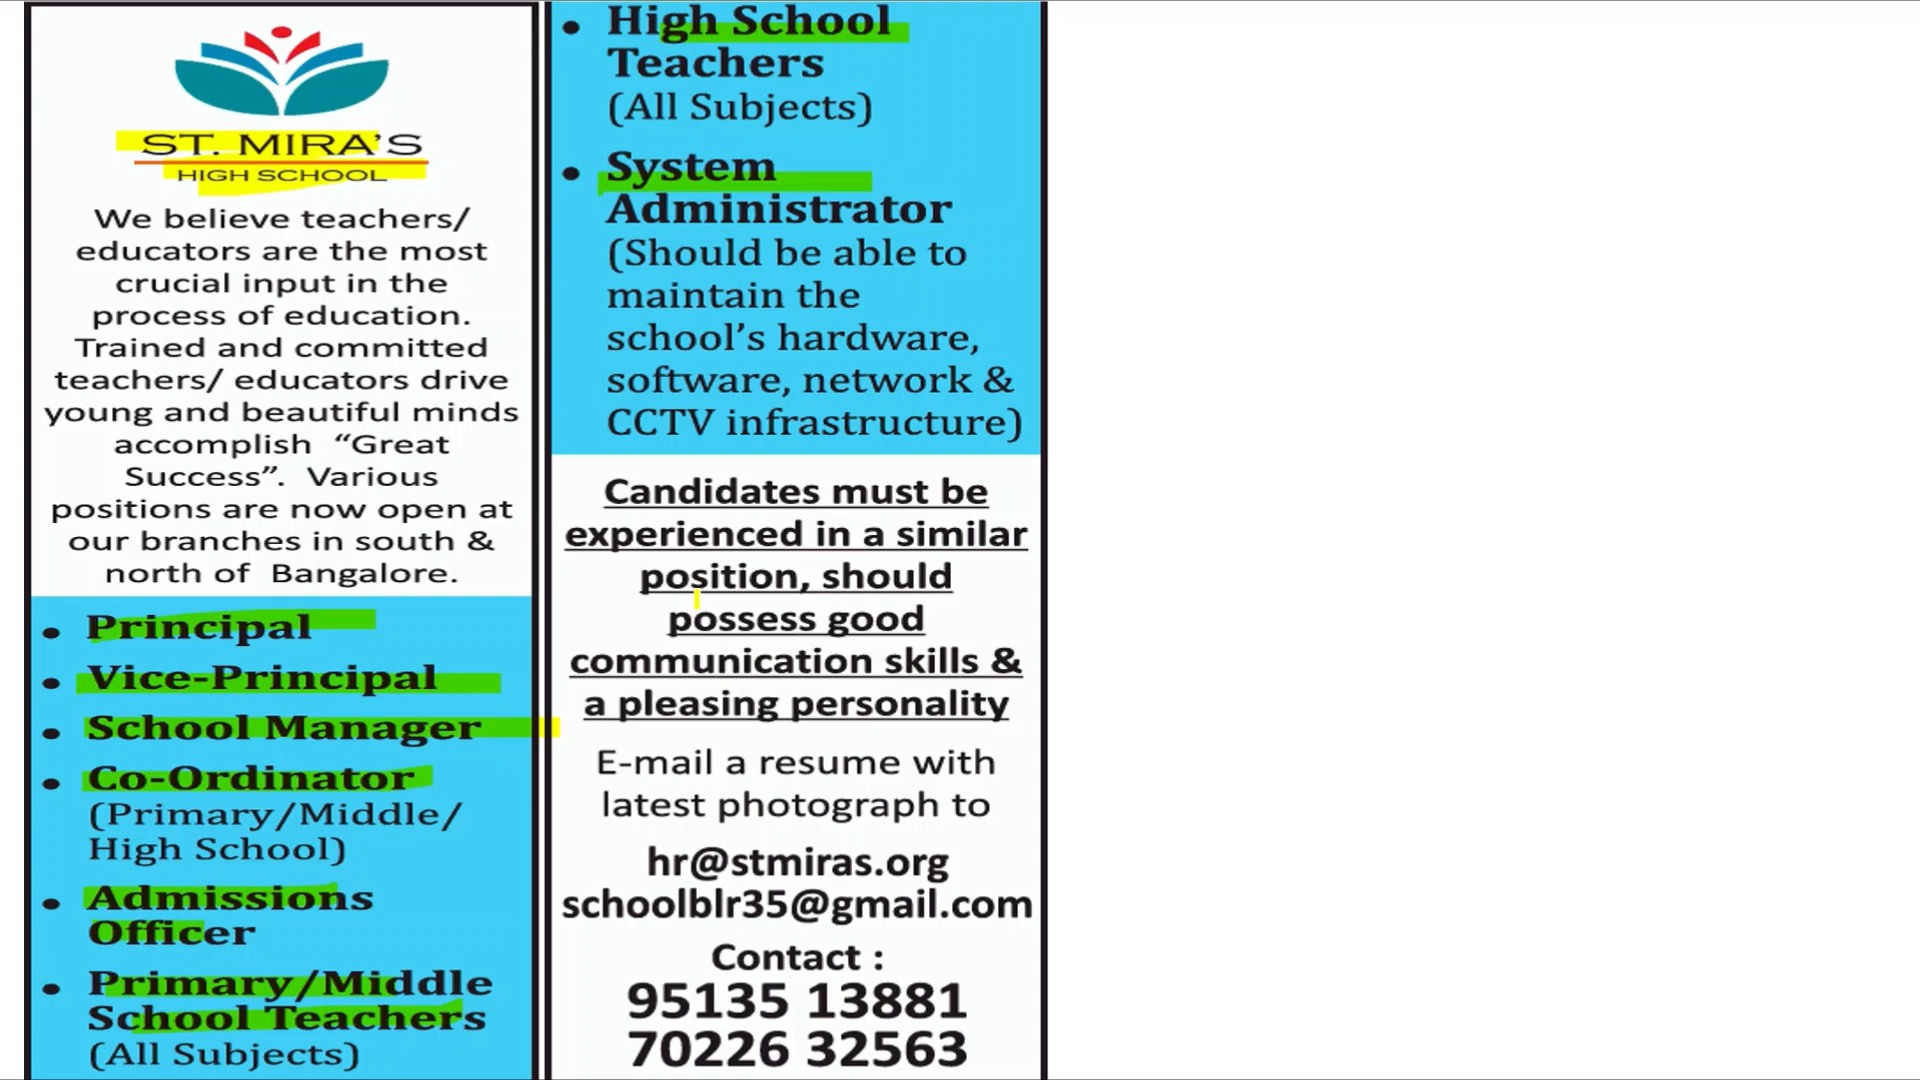 ST. MIRA'S
HIGH SCHOOL
We believe teachers/
educators are the most
crucial input in the
process of education.
Trained and committed
teachers/ educators drive
young and beautiful minds
accomplish “Great
Success”. Various
positions are now open at
our branches in south &
north of Bangalore.
• Principal
• Vice-Principal
• School Manager
• Co-Ordinator
(Primary/Middle/
High School)
• Admissions
Officer
• Primary/Middle
School Teachers
(All Subjects)
• High School
Teachers
(All Subjects)
• System
Administrator
(Should be able to
maintain the
school’s hardware,
software, network &
CCTV infrastructure)
Candidates must be
experienced in a similar
position, should
possess good
communication skills &
a pleasing personality
E-mail a resume with
latest photograph to
hr@stmiras.org
schoolblr35@gmail.com
Contact :
95135 13881
70226 32563